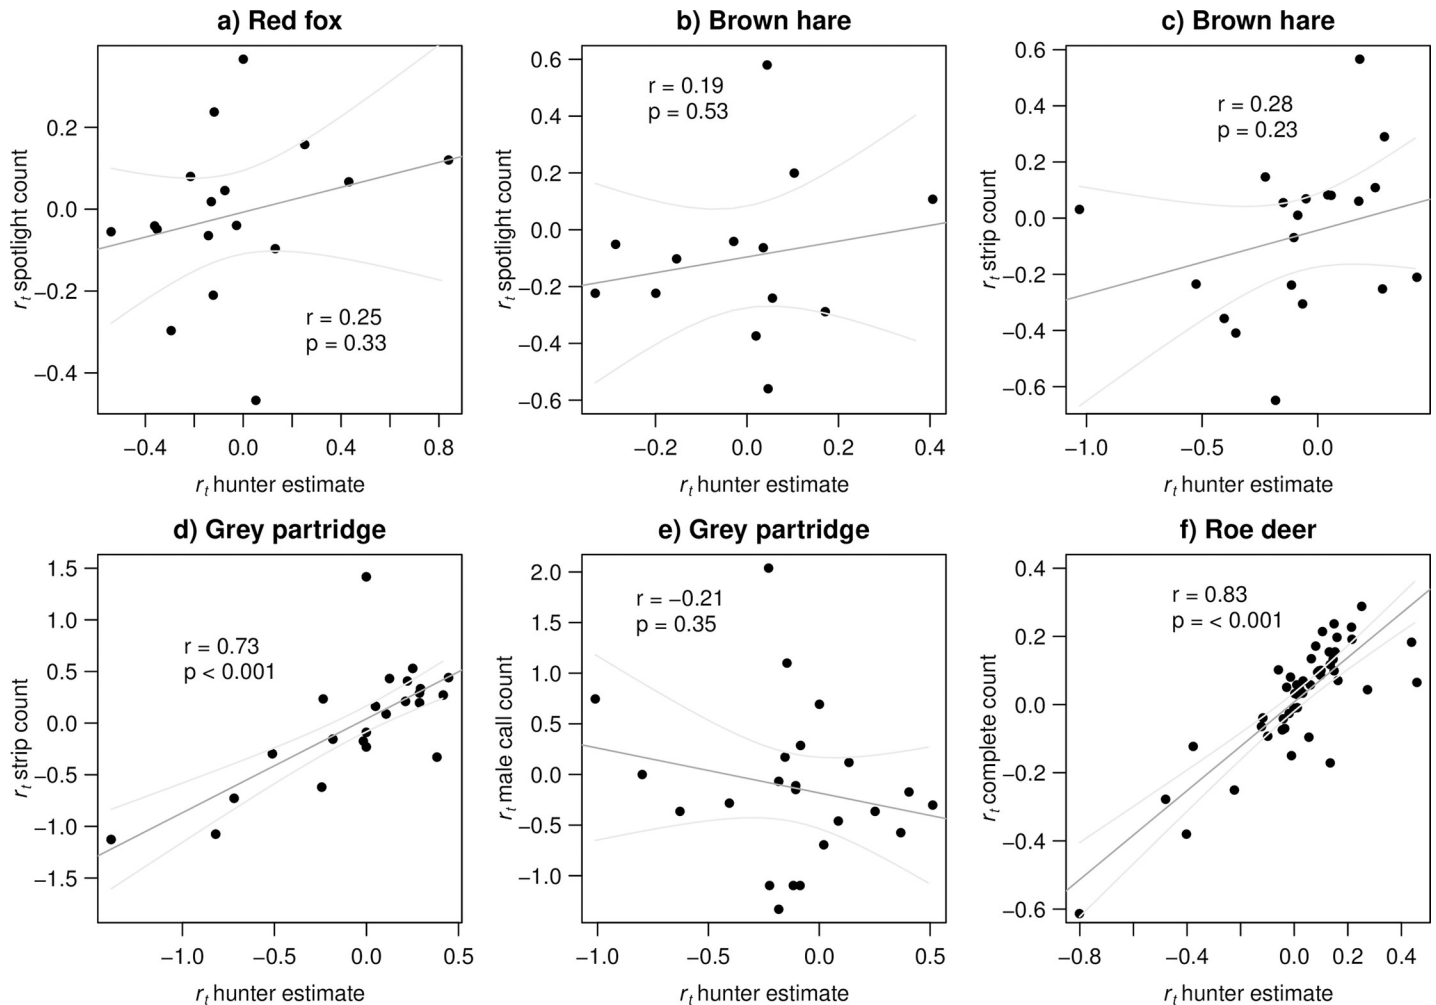 a) Red fox
r_t spotlight count
0.2
0.0
−0.2
−0.4
r = 0.25
p = 0.33
−0.4 0.0 0.4 0.8
r_t hunter estimate
b) Brown hare
r_t spotlight count
0.6
0.4
0.2
0.0
−0.2
−0.4
−0.6
r = 0.19
p = 0.53
−0.2 0.0 0.2 0.4
r_t hunter estimate
c) Brown hare
r_t strip count
0.6
0.4
0.2
0.0
−0.2
−0.4
−0.6
r = 0.28
p = 0.23
−1.0 −0.5 0.0
r_t hunter estimate
d) Grey partridge
r_t strip count
1.5
1.0
0.5
0.0
−0.5
−1.0
−1.5
r = 0.73
p < 0.001
−1.0 −0.5 0.0 0.5
r_t hunter estimate
e) Grey partridge
r_t male call count
2.0
1.5
1.0
0.5
0.0
−0.5
−1.0
r = −0.21
p = 0.35
−1.0 −0.5 0.0 0.5
r_t hunter estimate
f) Roe deer
r_t complete count
0.4
0.2
0.0
−0.2
−0.4
−0.6
r = 0.83
p = < 0.001
−0.8 −0.4 0.0 0.2 0.4
r_t hunter estimate